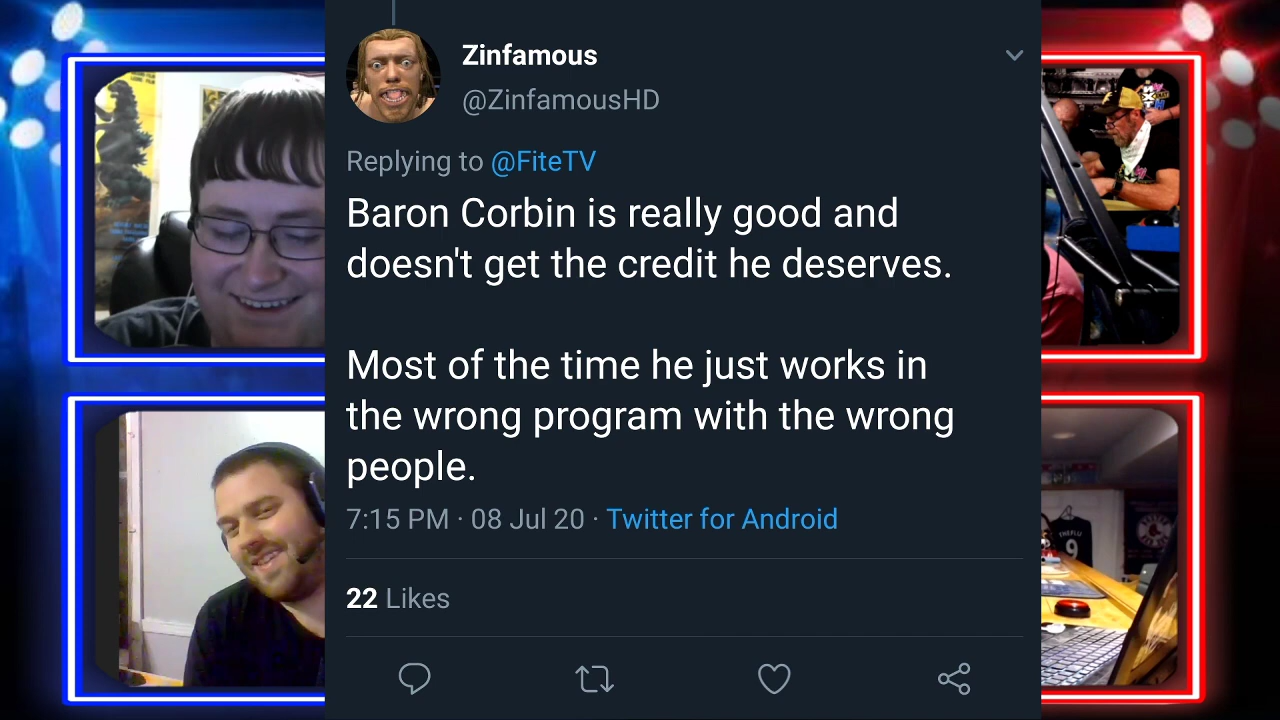 Zinfamous
@ZinfamousHD
Replying to @FiteTV
Baron Corbin is really good and
doesn't get the credit he deserves.
Most of the time he just works in
the wrong program with the wrong
people.
7:15 PM · 08 Jul 20 · Twitter for Android
22 Likes
THEFLU
9